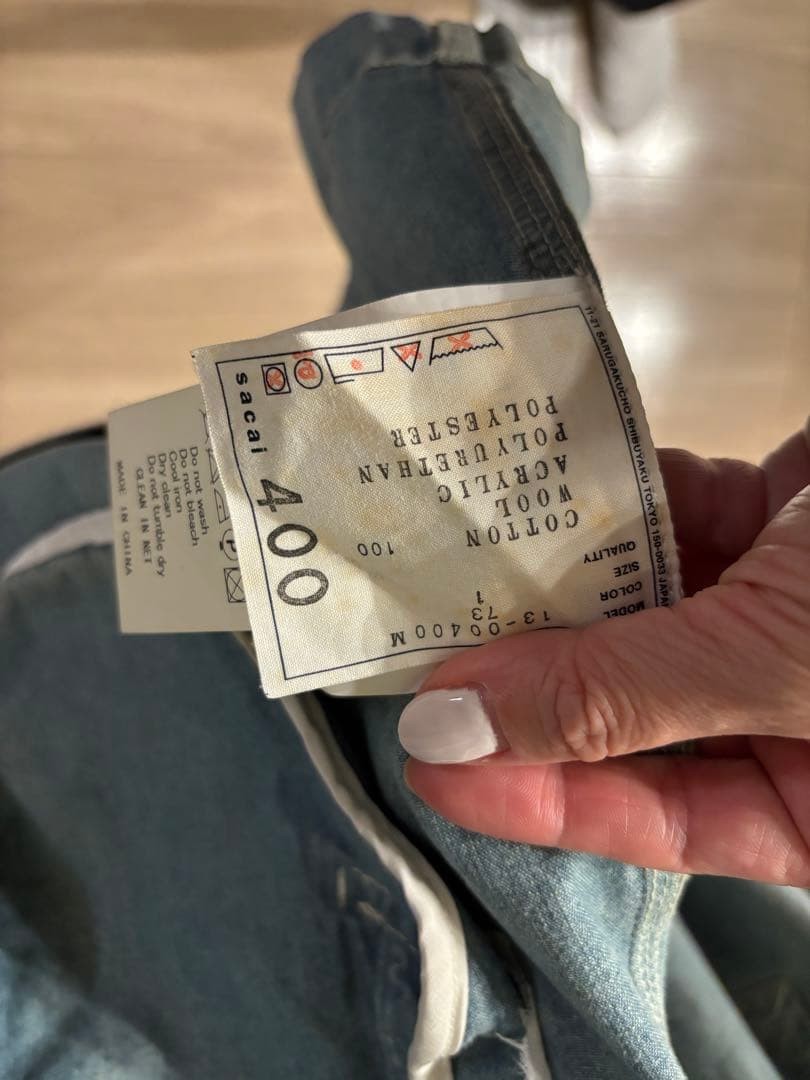 MODEL 13-00400M
COLOR 73
SIZE 1
QUALITY
COTTON 100
WOOL
ACRYLIC
POLYURETHAN
POLYESTER
400
sacai
11-21 SARUGAKUCHO SHIBUYAKU TOKYO 150-0033 JAPA
Do not wash
Do not bleach
Cool iron
Dry clean
Do not tumble dry
CLEAN IN NET
MADE IN CHINA